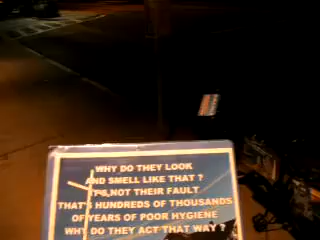 WHY DO THEY LOOK
AND SMELL LIKE THAT ?
IT'S NOT THEIR FAULT
THAT'S HUNDREDS OF THOUSANDS
OF YEARS OF POOR HYGIENE
WHY DO THEY ACT THAT WAY ?